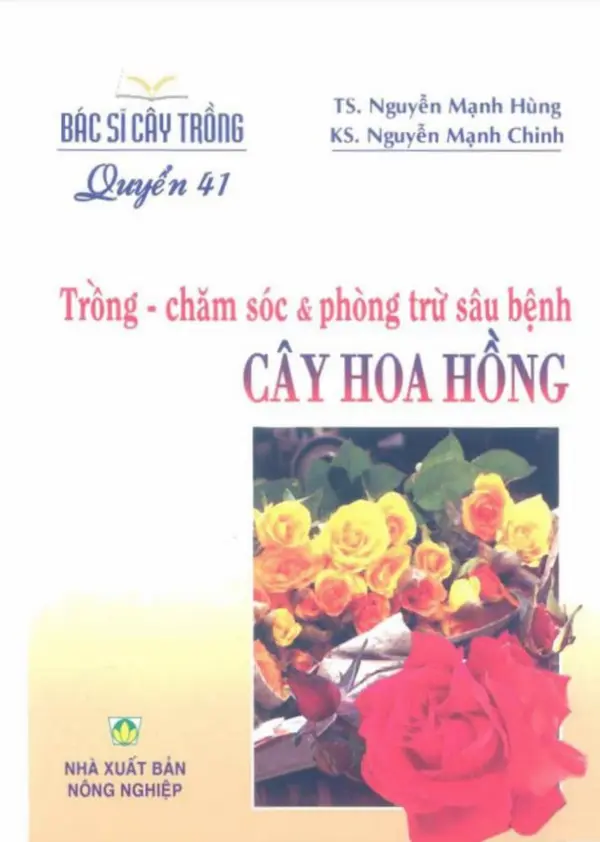 BÁC SĨ CÂY TRỒNG
Quyển 41
TS. Nguyễn Mạnh Hùng
KS. Nguyễn Mạnh Chinh
Trồng - chăm sóc & phòng trừ sâu bệnh
CÂY HOA HỒNG
NHÀ XUẤT BẢN
NÔNG NGHIỆP